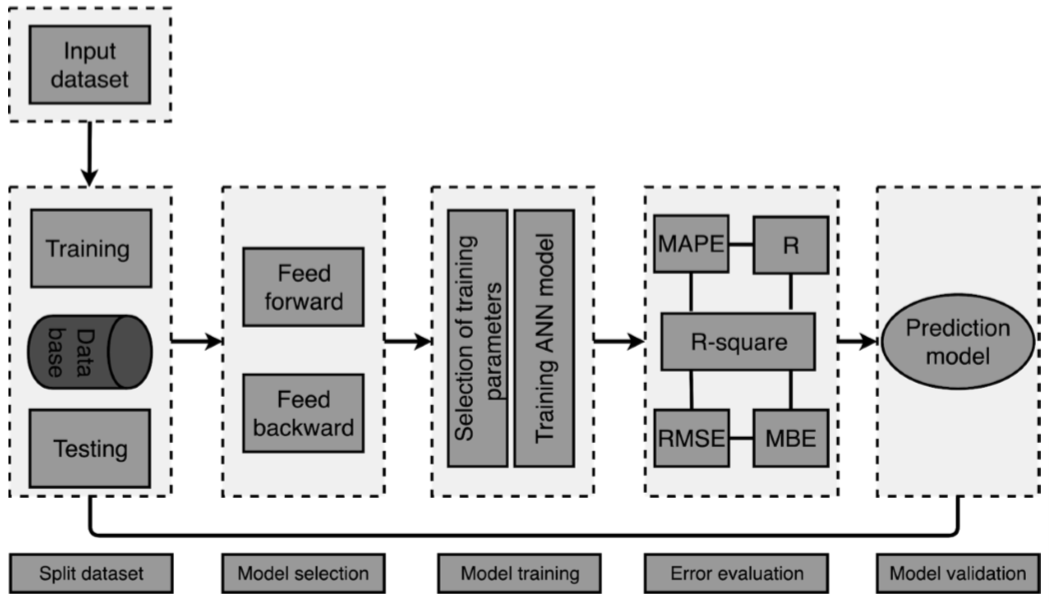 Input
dataset
Training
Data
base
Testing
Feed
forward
Feed
backward
Selection of training
parameters
Training ANN model
MAPE
R
R-square
RMSE
MBE
Prediction
model
Split dataset
Model selection
Model training
Error evaluation
Model validation